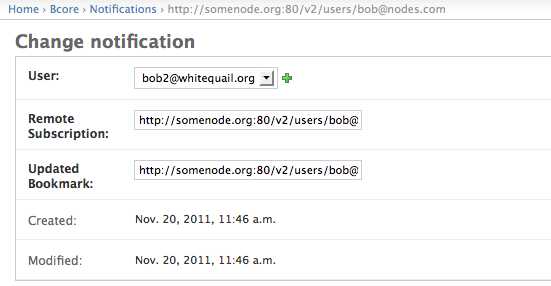 Home › Bcore › Notifications › http://somenode.org:80/v2/users/bob@nodes.com
Change notification
User: bob2@whitequail.org
Remote Subscription: http://somenode.org:80/v2/users/bob@
Updated Bookmark: http://somenode.org:80/v2/users/bob@
Created: Nov. 20, 2011, 11:46 a.m.
Modified: Nov. 20, 2011, 11:46 a.m.